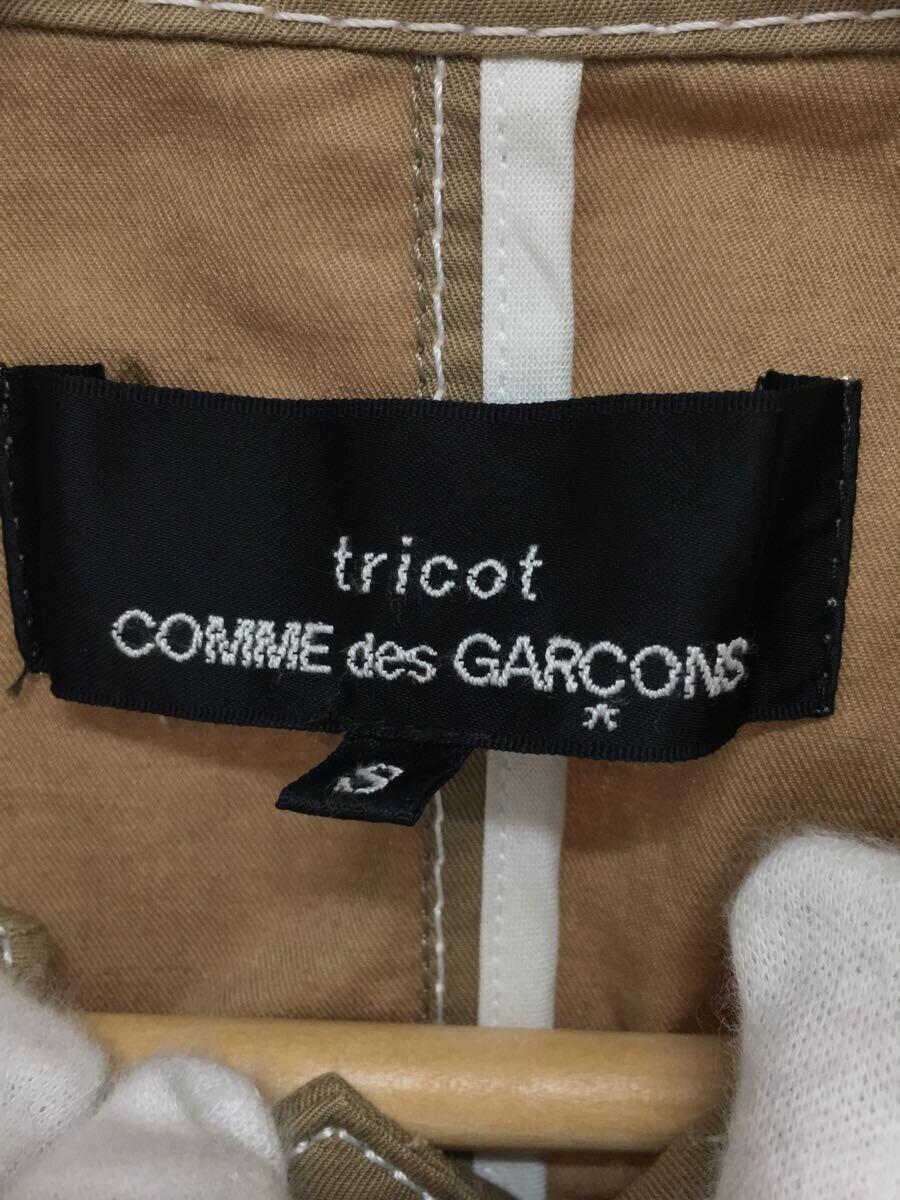 tricot
COMME des GARCONS
*
S